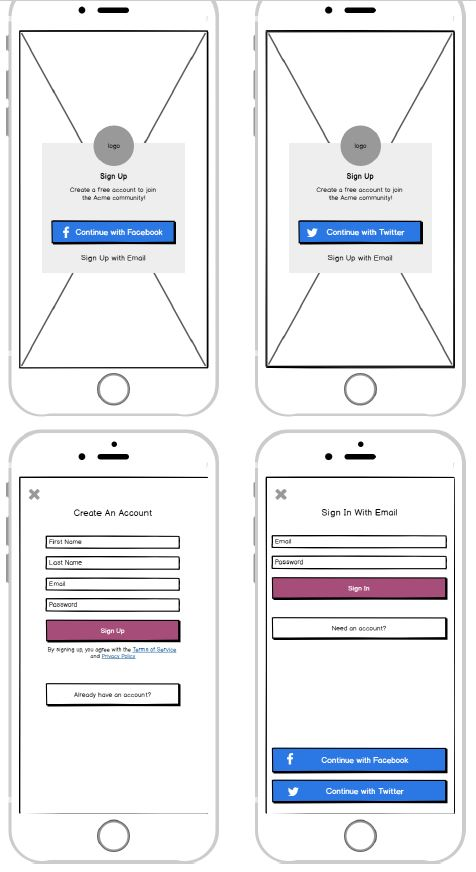 logo
Sign Up
Create a free account to join
the Acme community!
Continue with Facebook
Sign Up with Email
logo
Sign Up
Create a free account to join
the Acme community!
Continue with Twitter
Sign Up with Email
Create An Account
First Name
Last Name
Email
Password
Sign Up
By signing up, you agree with the Terms of Service
and Privacy Policy
Already have an account?
Sign In With Email
Email
Password
Sign In
Need an account?
Continue with Facebook
Continue with Twitter